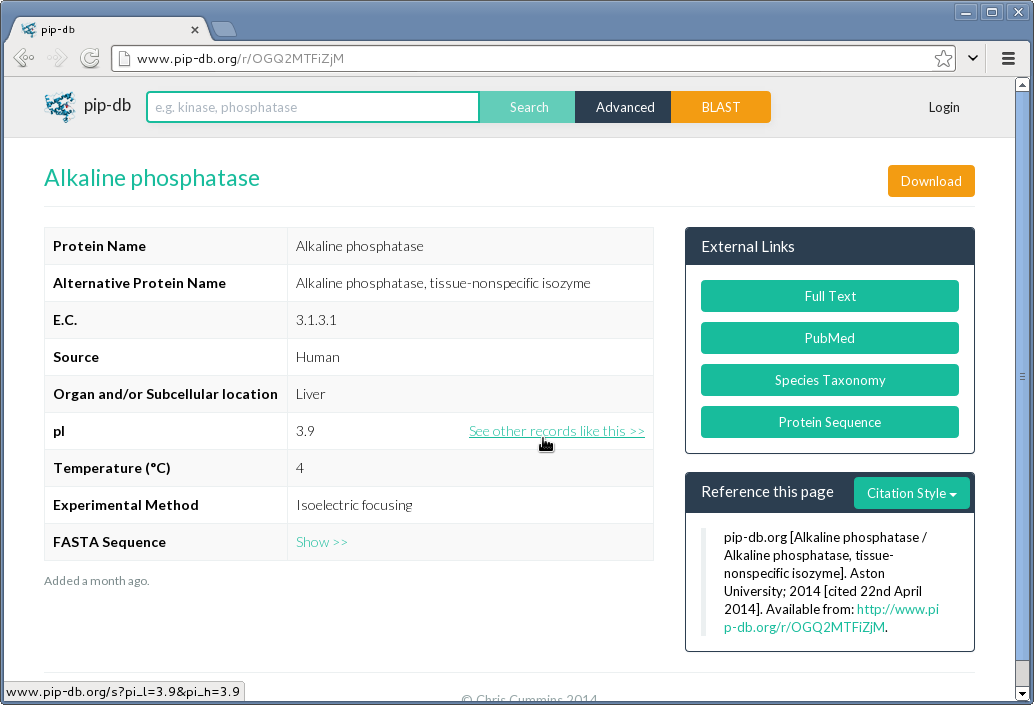 pip-db
www.pip-db.org/r/OGQ2MTFiZjM
pip-db
e.g. kinase, phosphatase
Search
Advanced
BLAST
Login
Alkaline phosphatase
Download
Protein Name
Alkaline phosphatase
Alternative Protein Name
Alkaline phosphatase, tissue-nonspecific isozyme
E.C.
3.1.3.1
Source
Human
Organ and/or Subcellular location
Liver
pI
3.9
See other records like this >>
Temperature (°C)
4
Experimental Method
Isoelectric focusing
FASTA Sequence
Show >>
Added a month ago.
External Links
Full Text
PubMed
Species Taxonomy
Protein Sequence
Reference this page
Citation Style
pip-db.org [Alkaline phosphatase /
Alkaline phosphatase, tissue-
nonspecific isozyme]. Aston
University; 2014 [cited 22nd April
2014]. Available from: http://www.pi
p-db.org/r/OGQ2MTFiZjM.
© Chris Cummins 2014
www.pip-db.org/s?pi_l=3.9&pi_h=3.9